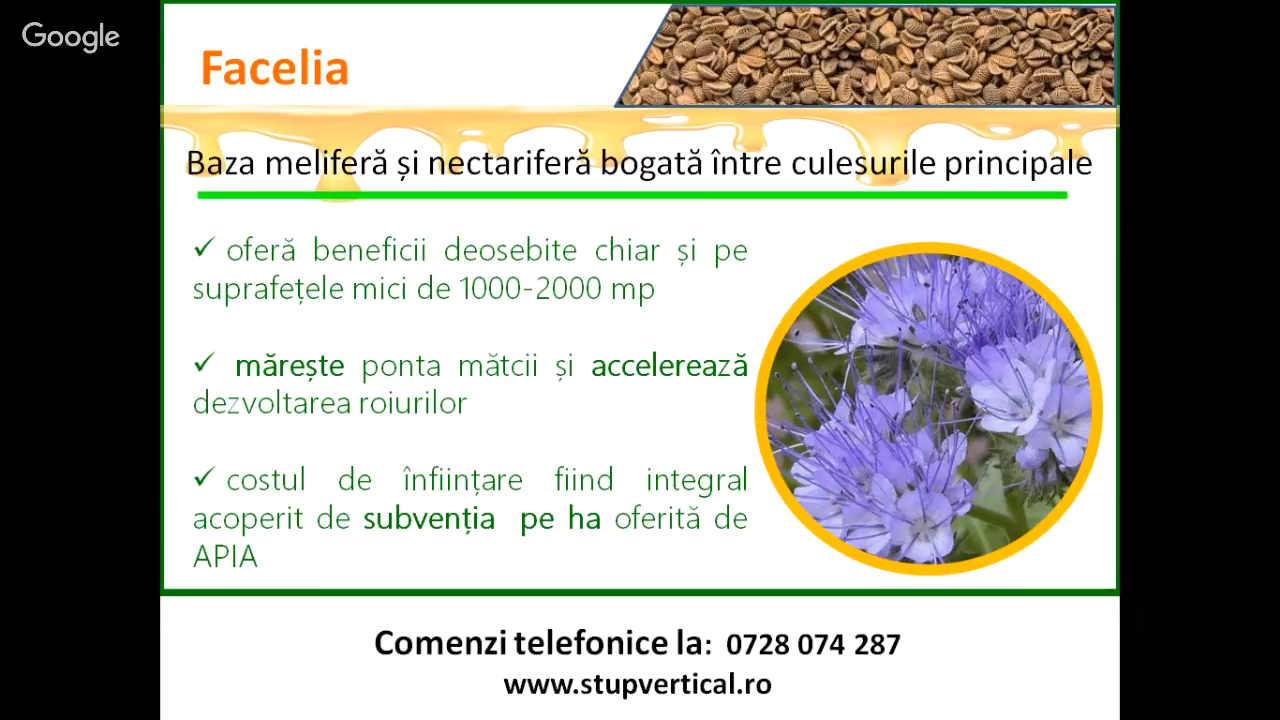 Google
Facelia
Baza meliferă și nectariferă bogată între culesurile principale
✓ oferă beneficii deosebite chiar și pe
suprafețele mici de 1000-2000 mp
✓ mărește ponta mătcii și accelerează
dezvoltarea roiurilor
✓ costul de înființare fiind integral
acoperit de subvenția pe ha oferită de
APIA
Comenzi telefonice la: 0728 074 287
www.stupvertical.ro